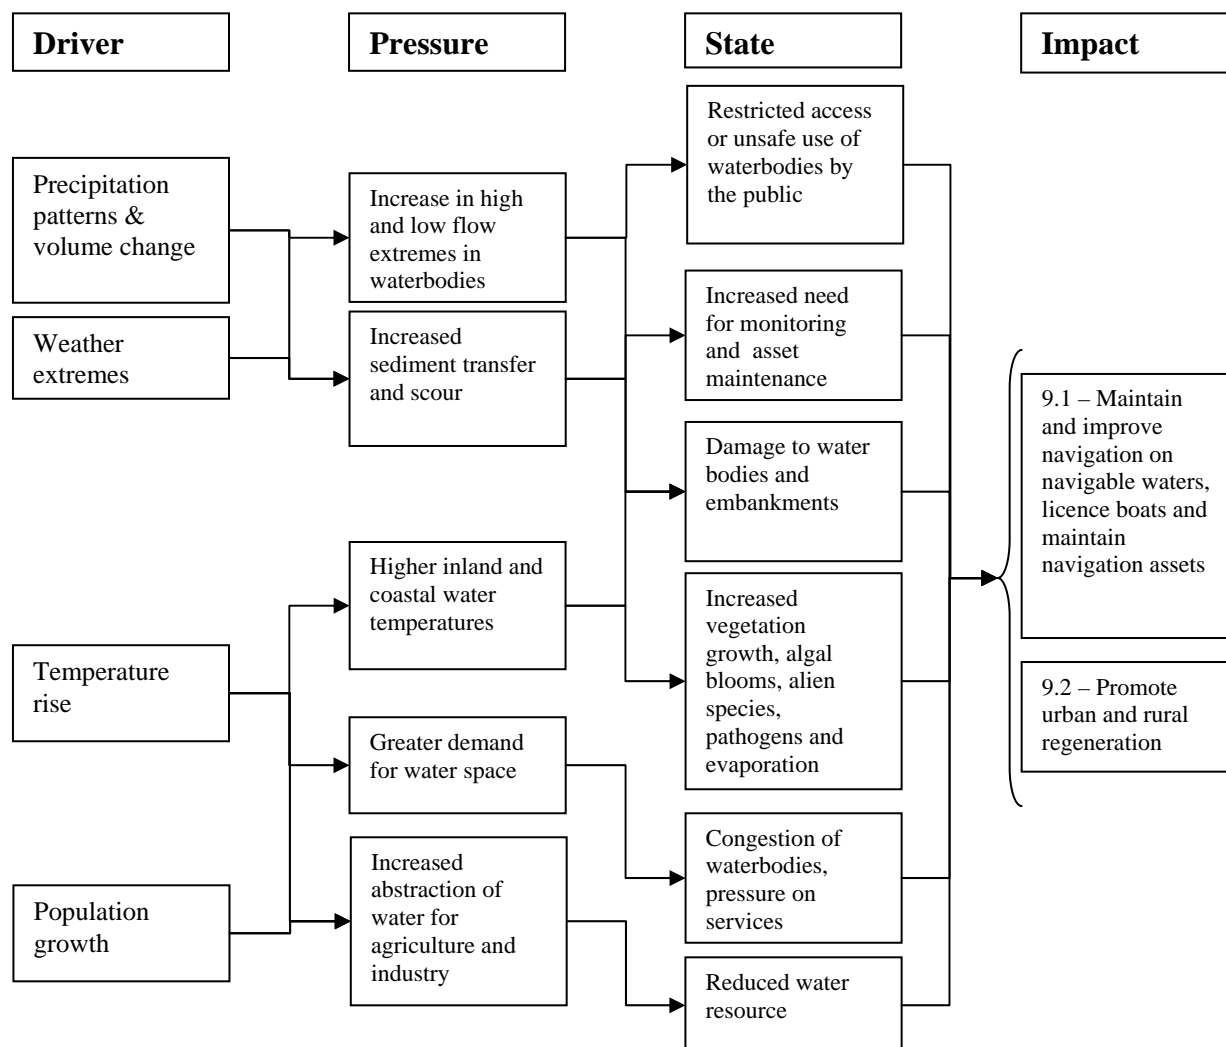 Driver
Pressure
State
Impact
Precipitation
patterns &
volume change
Weather
extremes
Temperature
rise
Population
growth
Increase in high
and low flow
extremes in
waterbodies
Increased
sediment transfer
and scour
Higher inland and
coastal water
temperatures
Greater demand
for water space
Increased
abstraction of
water for
agriculture and
industry
Restricted access
or unsafe use of
waterbodies by
the public
Increased need
for monitoring
and asset
maintenance
Damage to water
bodies and
embankments
Increased
vegetation
growth, algal
blooms, alien
species,
pathogens and
evaporation
Congestion of
waterbodies,
pressure on
services
Reduced water
resource
9.1 – Maintain
and improve
navigation on
navigable waters,
licence boats and
maintain
navigation assets
9.2 – Promote
urban and rural
regeneration